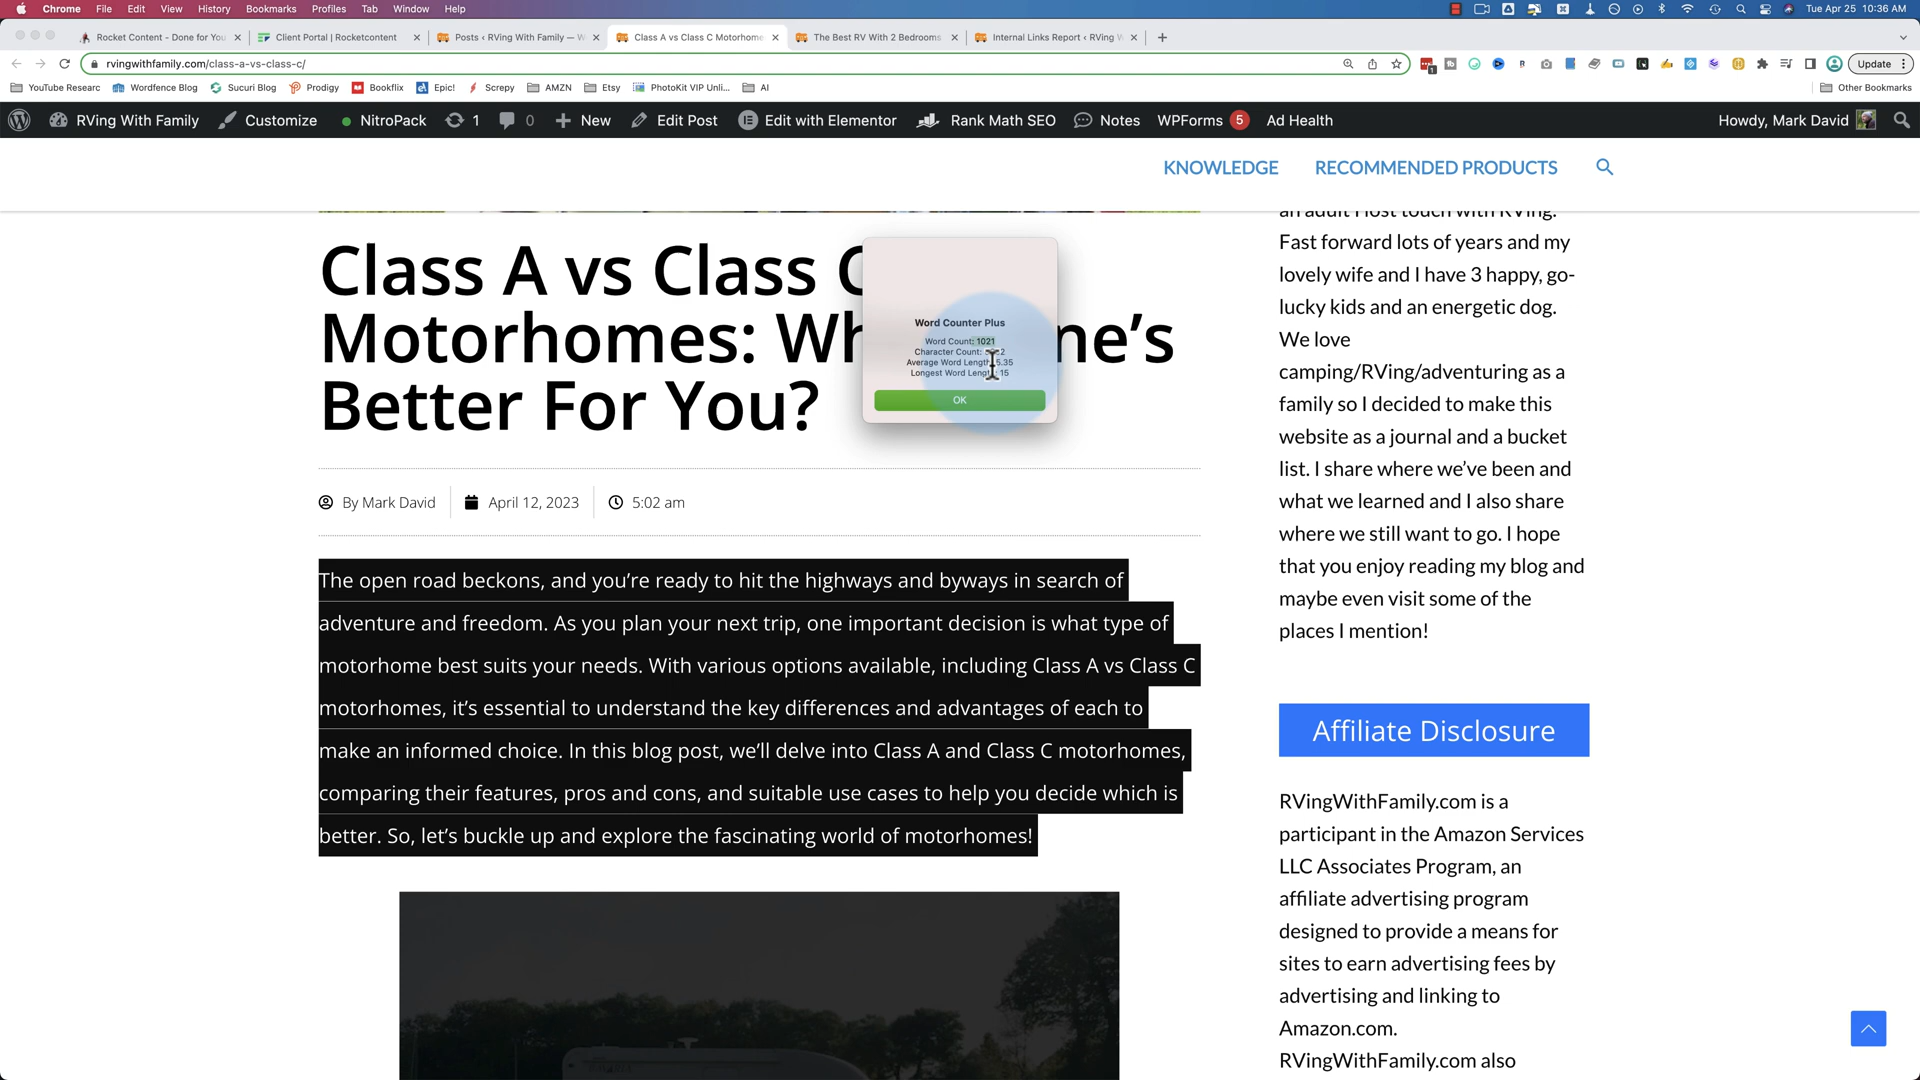 Chrome File Edit View History Bookmarks Profiles Tab Window Help Tue Apr 25 10:36 AM
Rocket Content - Done for You Client Portal | Rocketcontent Posts ‹ RVing With Family — W Class A vs Class C Motorhome The Best RV With 2 Bedrooms Internal Links Report ‹ RVing
rvingwithfamily.com/class-a-vs-class-c/ Update
YouTube Researc Wordfence Blog Sucuri Blog Prodigy Bookflix Epic! Screpy AMZN Etsy PhotoKit VIP Unli... AI Other Bookmarks
RVing With Family Customize NitroPack 1 0 New Edit Post Edit with Elementor Rank Math SEO Notes WPForms 5 Ad Health Howdy, Mark David
KNOWLEDGE RECOMMENDED PRODUCTS
Class A vs Class C
Motorhomes: Wh ne's
Better For You?
Word Counter Plus
Word Count: 1021
Character Count:
Average Word Length 5.35
Longest Word Length 15
OK
By Mark David April 12, 2023 5:02 am
The open road beckons, and you're ready to hit the highways and byways in search of
adventure and freedom. As you plan your next trip, one important decision is what type of
motorhome best suits your needs. With various options available, including Class A vs Class C
motorhomes, it's essential to understand the key differences and advantages of each to
make an informed choice. In this blog post, we'll delve into Class A and Class C motorhomes,
comparing their features, pros and cons, and suitable use cases to help you decide which is
better. So, let's buckle up and explore the fascinating world of motorhomes!
an adult I lost touch with RVing.
Fast forward lots of years and my
lovely wife and I have 3 happy, go-
lucky kids and an energetic dog.
We love
camping/RVing/adventuring as a
family so I decided to make this
website as a journal and a bucket
list. I share where we've been and
what we learned and I also share
where we still want to go. I hope
that you enjoy reading my blog and
maybe even visit some of the
places I mention!
Affiliate Disclosure
RVingWithFamily.com is a
participant in the Amazon Services
LLC Associates Program, an
affiliate advertising program
designed to provide a means for
sites to earn advertising fees by
advertising and linking to
Amazon.com.
RVingWithFamily.com also